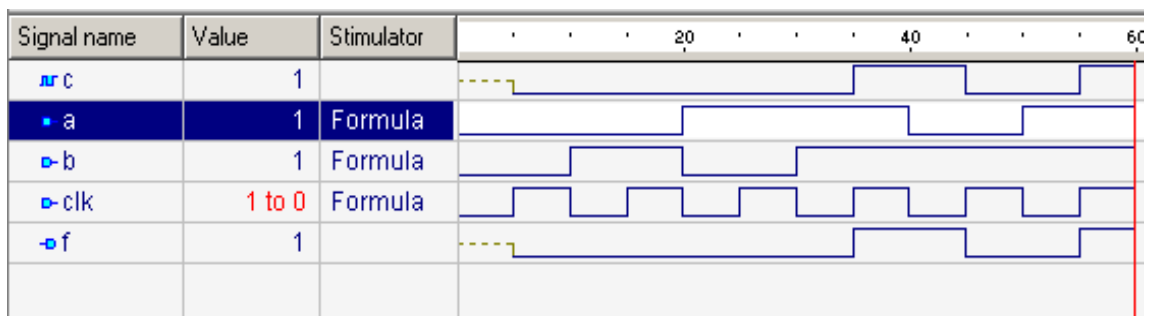 Signal name Value Stimulator 20 40 60
c 1
a 1 Formula
b 1 Formula
clk 1 to 0 Formula
f 1